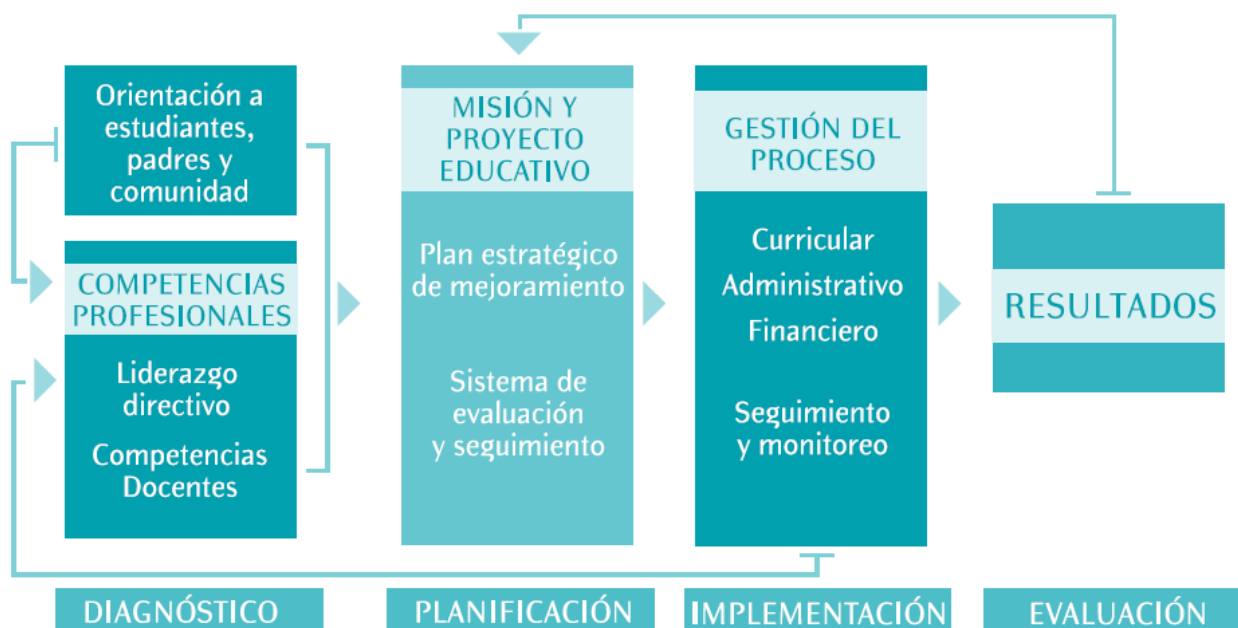 Orientación a
estudiantes,
padres y
comunidad
COMPETENCIAS
PROFESIONALES
Liderazgo
directivo
Competencias
Docentes
MISIÓN Y
PROYECTO
EDUCATIVO
Plan estratégico
de mejoramiento
Sistema de
evaluación
y seguimiento
GESTIÓN DEL
PROCESO
Curricular
Administrativo
Financiero
Seguimiento
y monitoreo
RESULTADOS
DIAGNÓSTICO
PLANIFICACIÓN
IMPLEMENTACIÓN
EVALUACIÓN